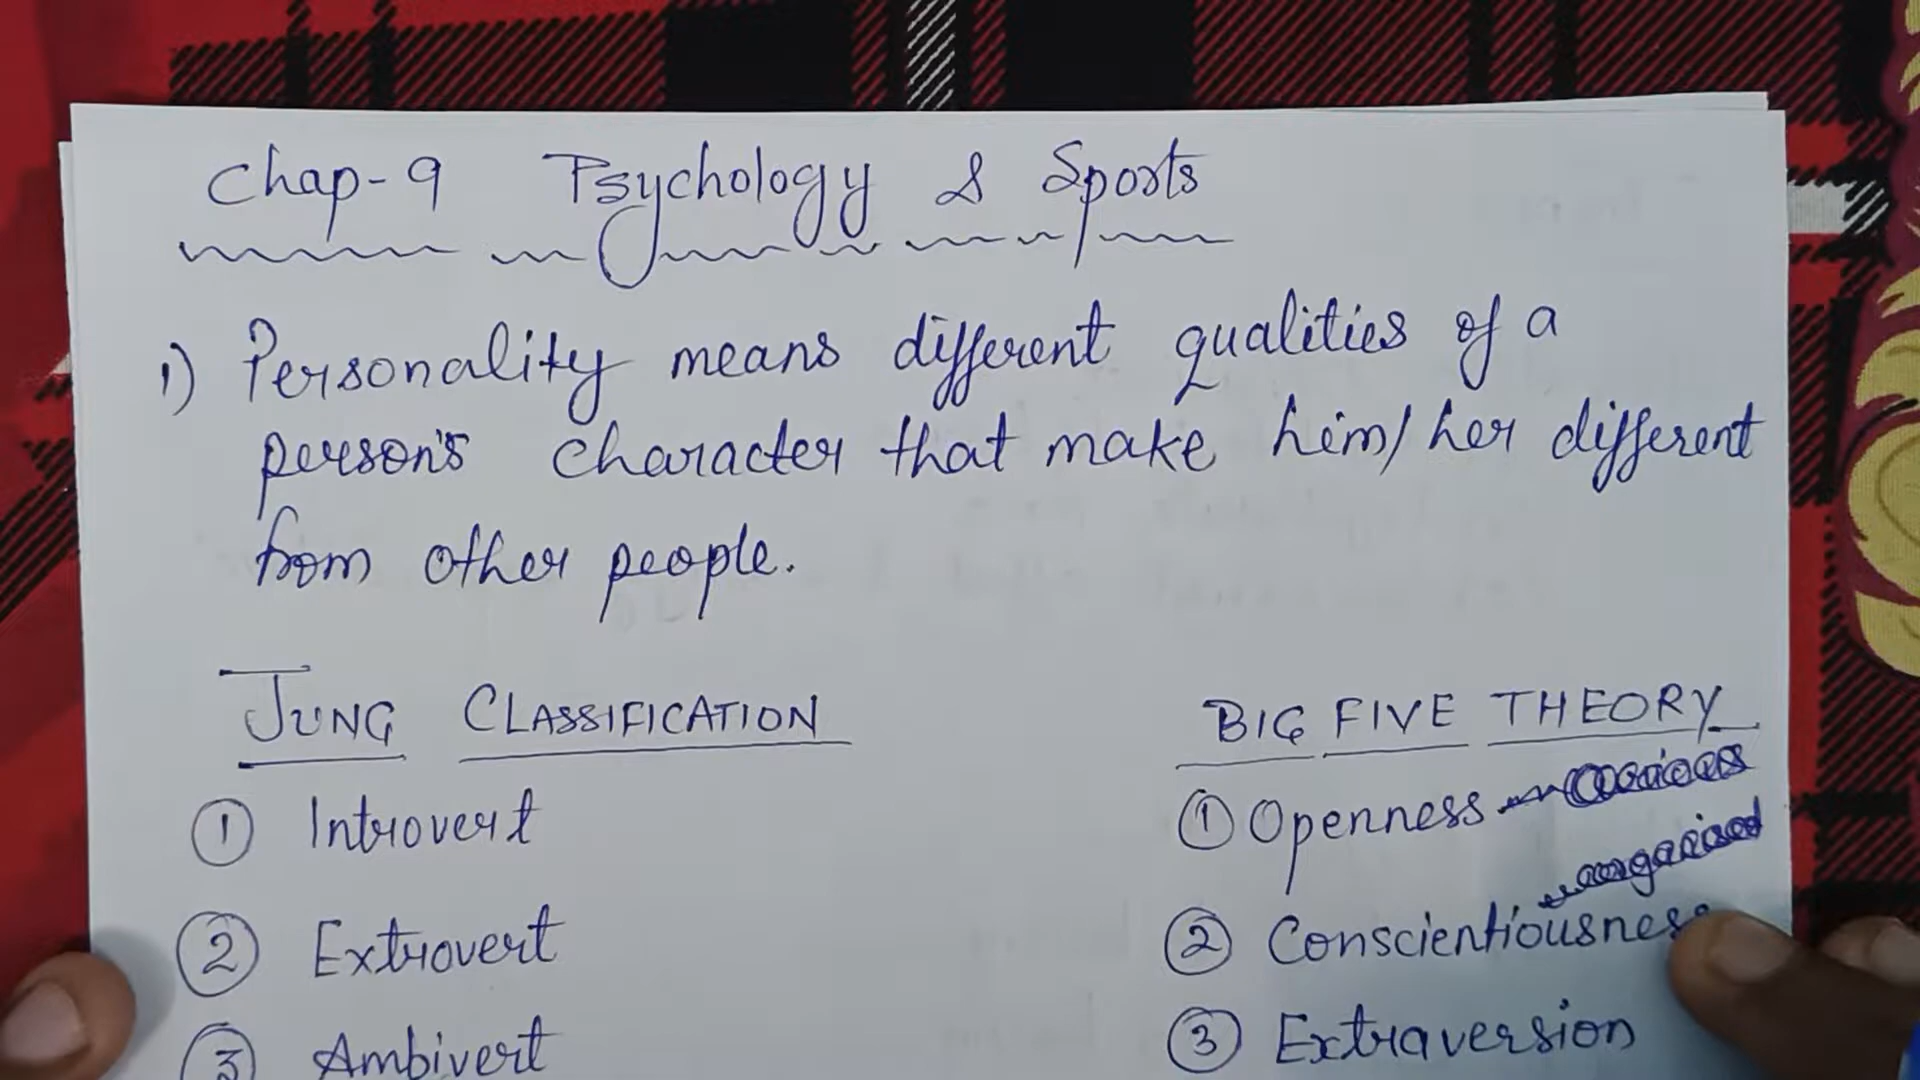 Chap-9 Psychology & Sports
1) Personality means different qualities of a
person's character that make him/her different
from other people.
JUNG CLASSIFICATION
① Introvert
② Extrovert
③ Ambivert
BIG FIVE THEORY
① Openness
② Conscientiousness
③ Extraversion